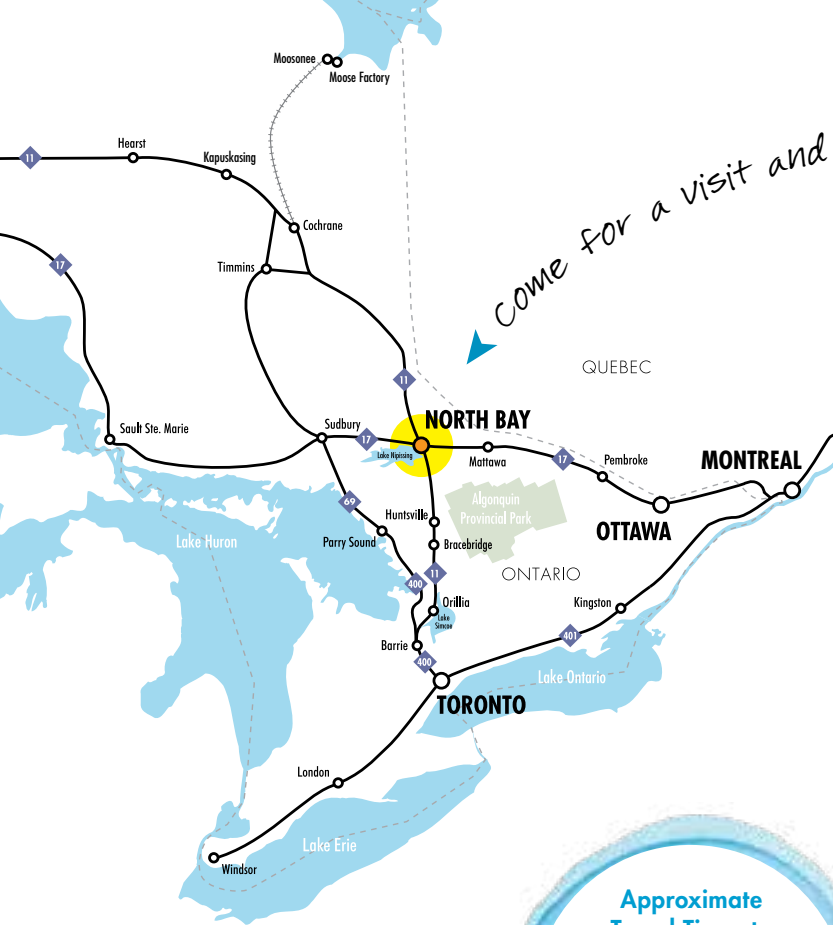 Moosonee
Moose Factory
11
Hearst
Kapuskasing
come for a visit and
Cochrane
17
Timmins
QUEBEC
11
NORTH BAY
Sault Ste. Marie
Sudbury
17
Lake Nipissing
Mattawa
17
Pembroke
MONTREAL
69
Algonquin
Provincial Park
Huntsville
OTTAWA
Lake Huron
Parry Sound
Bracebridge
400
11
ONTARIO
Orillia
Kingston
Lake
Simcoe
Barrie
401
400
Lake Ontario
TORONTO
London
Lake Erie
Windsor
Approximate